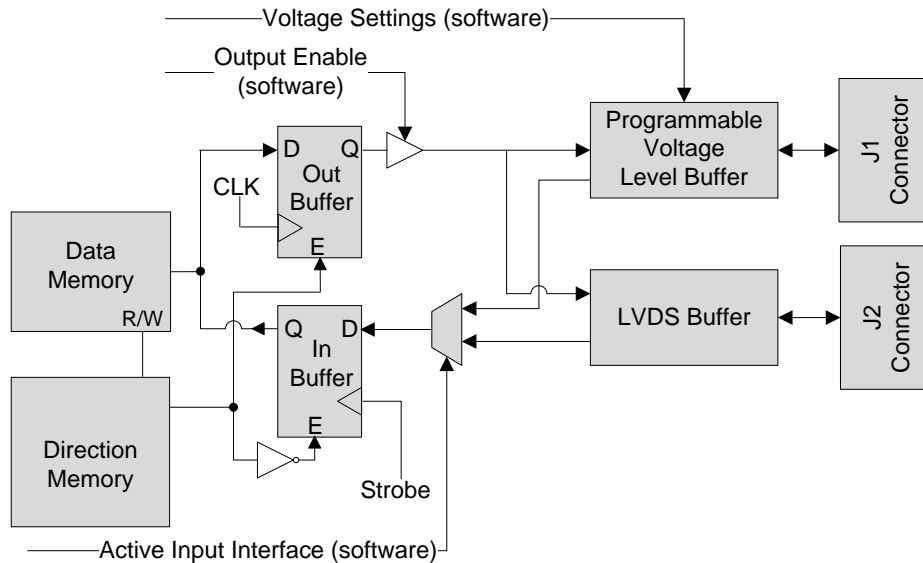 Voltage Settings (software)
Output Enable
(software)
Programmable
Voltage
Level Buffer
J1
Connector
D
Q
Out
Buffer
E
CLK
Data
Memory
R/W
LVDS Buffer
J2
Connector
Q
D
In
Buffer
E
Direction
Memory
Strobe
Active Input Interface (software)